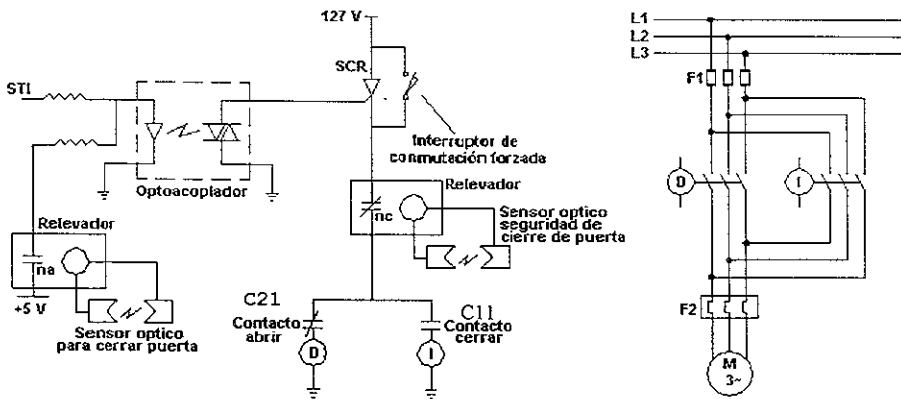 127 V
SCR
STI
Optoacoplador
Interruptor de
conmutación forzada
Relevador
nc
Sensor optico
seguridad de
cierre de puerta
Relevador
na
+5 V
Sensor optico
para cerrar puerta
C21
Contacto
abrir
D
C11
Contacto
cerrar
I
L1
L2
L3
F1
D
I
F2
M
3~